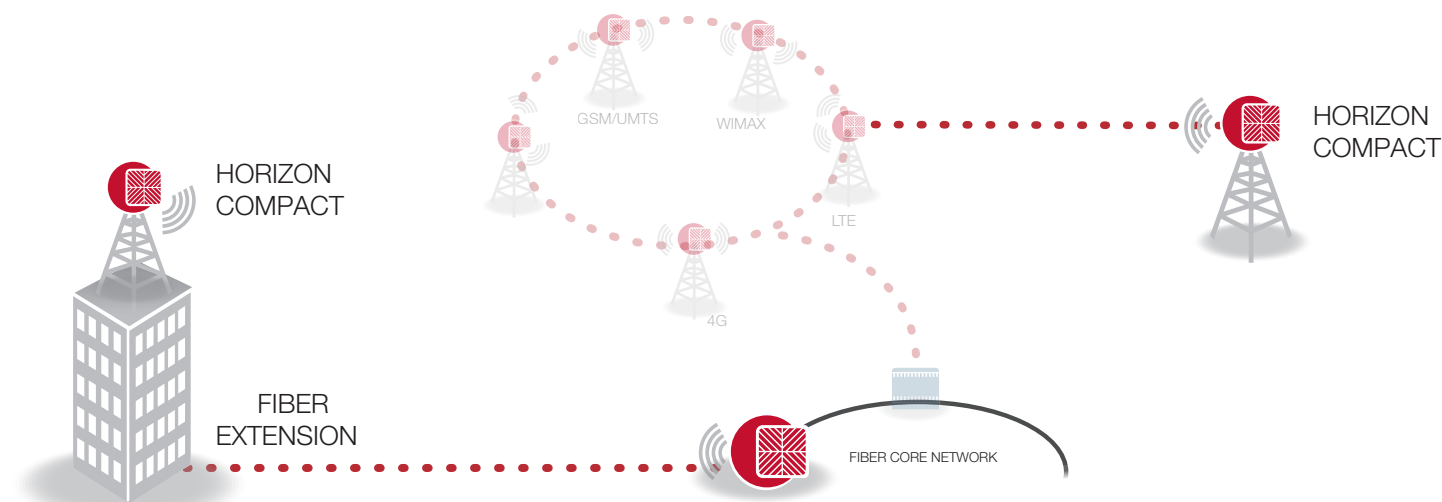 GSM/UMTS
WIMAX
HORIZON
COMPACT
HORIZON
COMPACT
LTE
4G
FIBER
EXTENSION
FIBER CORE NETWORK